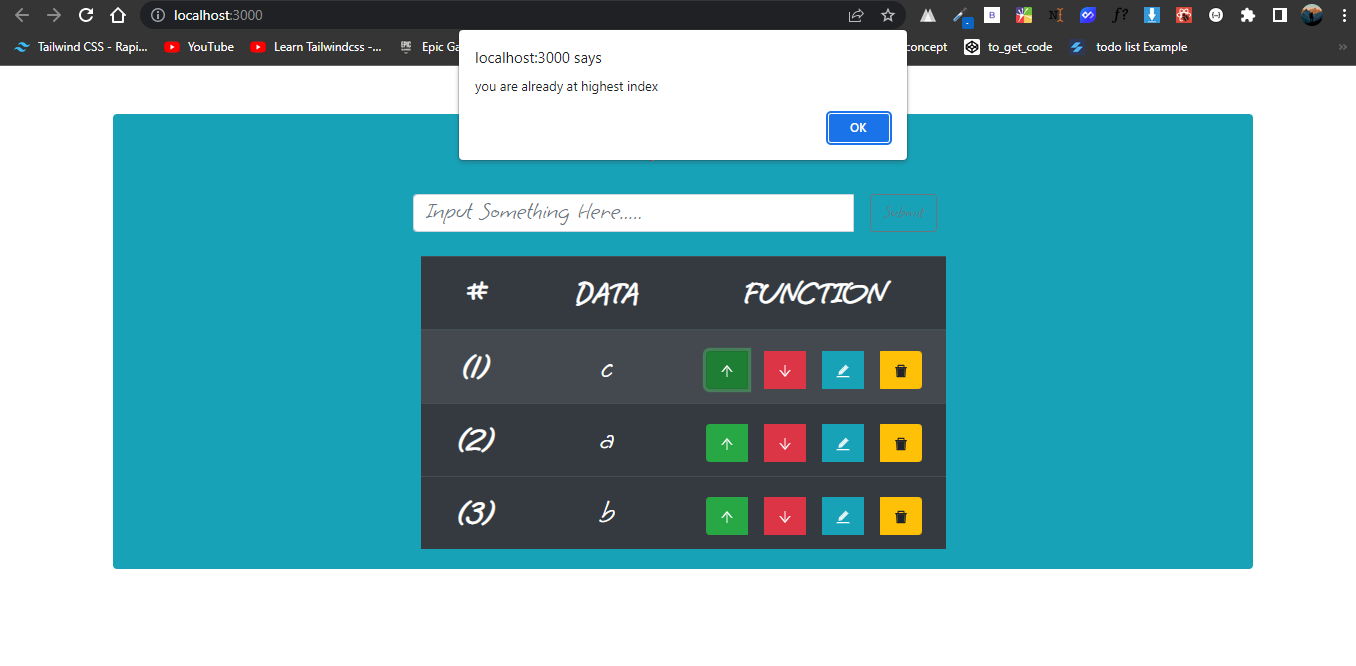 localhost:3000
Tailwind CSS - Rapi...
YouTube
Learn Tailwindcss -...
Epic Ga
concept
to_get_code
todo list Example
localhost:3000 says
you are already at highest index
OK
Input Something Here.....
Submit
# DATA FUNCTION
(1) c
(2) a
(3) b